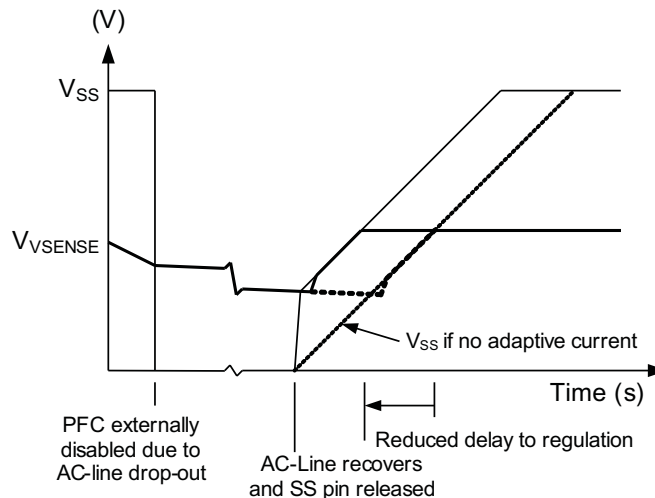 (V)
VSS
VVSENSE
VSS if no adaptive current
Time (s)
PFC externally
disabled due to
AC-line drop-out
AC-Line recovers
and SS pin released
Reduced delay to regulation